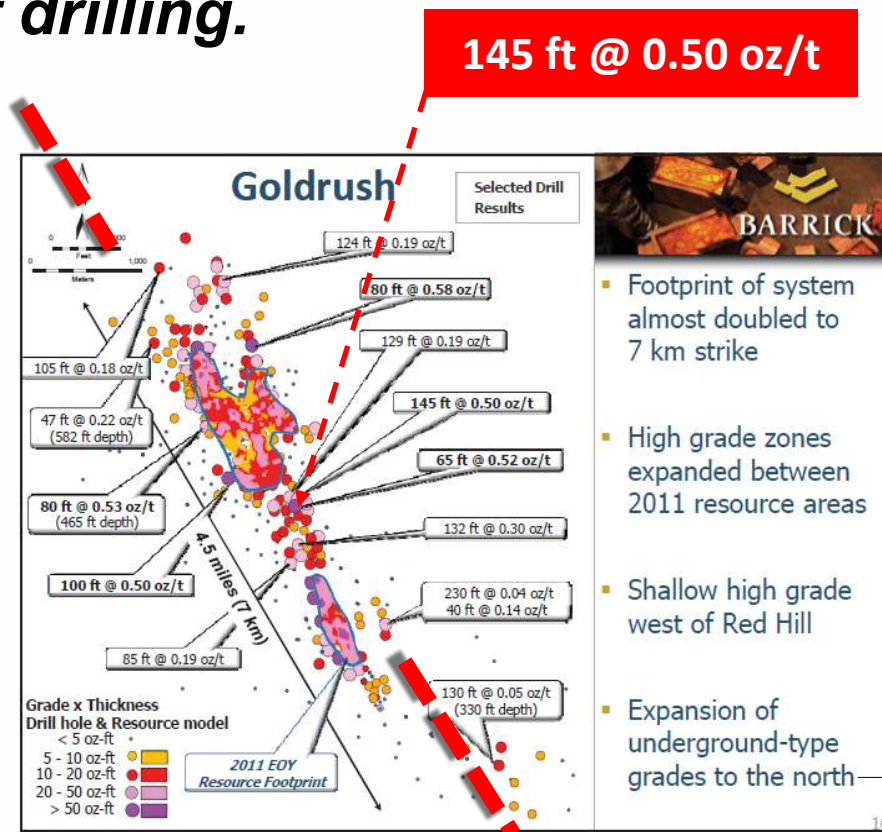 drilling.
145 ft @ 0.50 oz/t
Goldrush
Selected Drill
Results
BARRICK
Feet
1,000
Meters
124 ft @ 0.19 oz/t
80 ft @ 0.58 oz/t
129 ft @ 0.19 oz/t
105 ft @ 0.18 oz/t
145 ft @ 0.50 oz/t
47 ft @ 0.22 oz/t
(582 ft depth)
65 ft @ 0.52 oz/t
80 ft @ 0.53 oz/t
(465 ft depth)
132 ft @ 0.30 oz/t
100 ft @ 0.50 oz/t
4.5 miles (7 km)
230 ft @ 0.04 oz/t
40 ft @ 0.14 oz/t
85 ft @ 0.19 oz/t
130 ft @ 0.05 oz/t
(330 ft depth)
Grade x Thickness
Drill hole & Resource model
< 5 oz-ft
5 - 10 oz-ft
10 - 20 oz-ft
20 - 50 oz-ft
> 50 oz-ft
2011 EOY
Resource Footprint
Footprint of system
almost doubled to
7 km strike
High grade zones
expanded between
2011 resource areas
Shallow high grade
west of Red Hill
Expansion of
underground-type
grades to the north